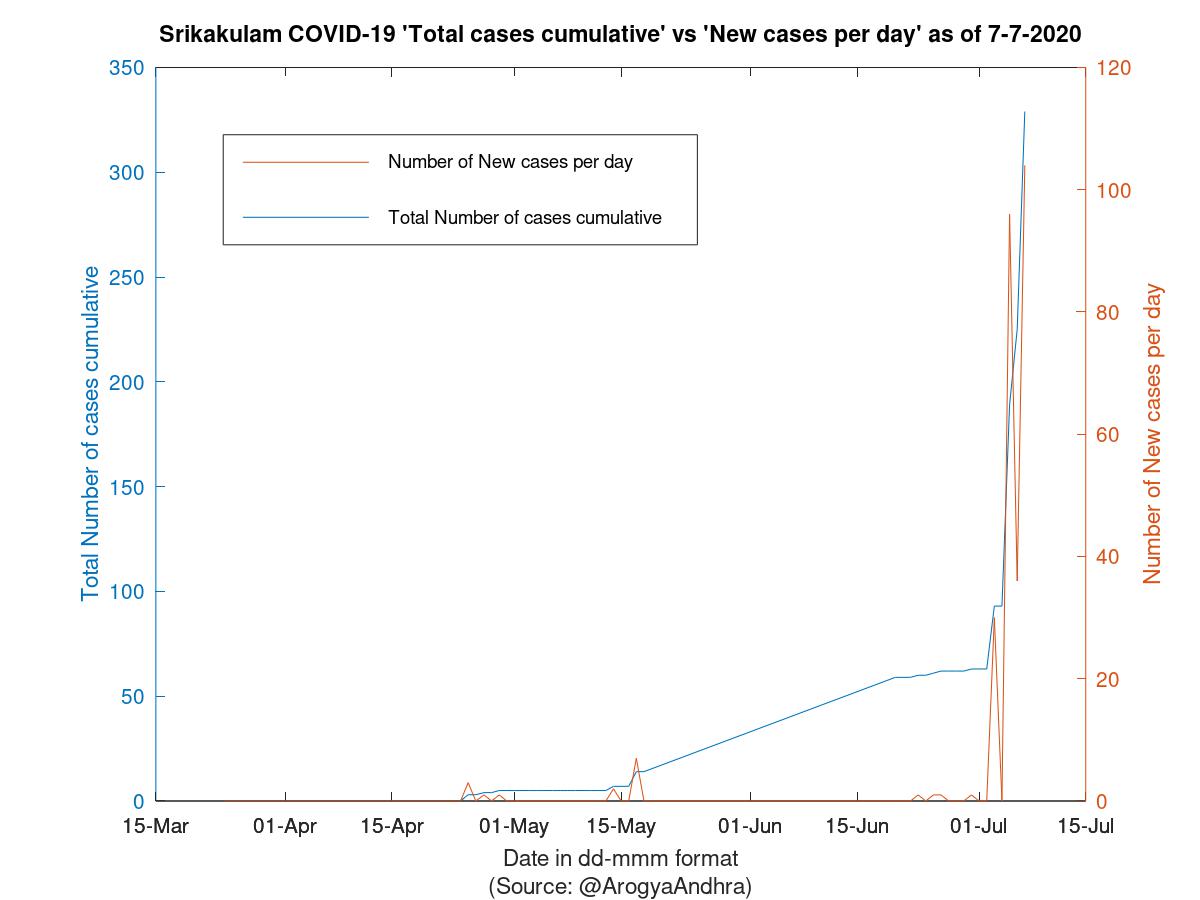 Srikakulam COVID-19 'Total cases cumulative' vs 'New cases per day' as of 7-7-2020
350
300
250
200
150
100
50
0
Total Number of cases cumulative
Number of New cases per day
Total Number of cases cumulative
120
100
80
60
40
20
0
Number of New cases per day
15-Mar 01-Apr 15-Apr 01-May 15-May 01-Jun 15-Jun 01-Jul 15-Jul
Date in dd-mmm format
(Source: @ArogyaAndhra)